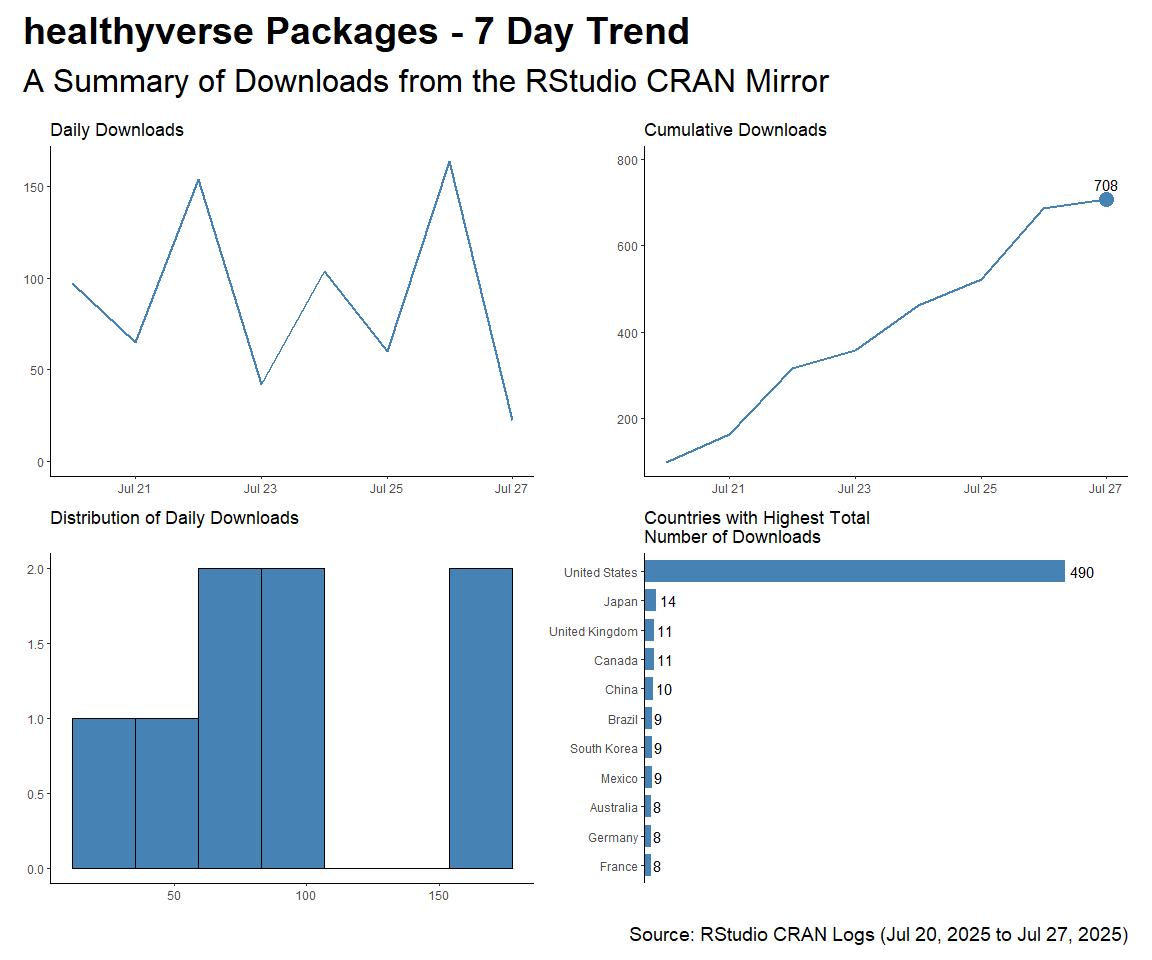 healthyverse Packages - 7 Day Trend
A Summary of Downloads from the RStudio CRAN Mirror
Daily Downloads
150
100
50
0
Jul 21
Jul 23
Jul 25
Jul 27
Cumulative Downloads
800
600
400
200
708
Jul 21
Jul 23
Jul 25
Jul 27
Distribution of Daily Downloads
2.0
1.5
1.0
0.5
0.0
50
100
150
Countries with Highest Total
Number of Downloads
United States 490
Japan 14
United Kingdom 11
Canada 11
China 10
Brazil 9
South Korea 9
Mexico 9
Australia 8
Germany 8
France 8
Source: RStudio CRAN Logs (Jul 20, 2025 to Jul 27, 2025)